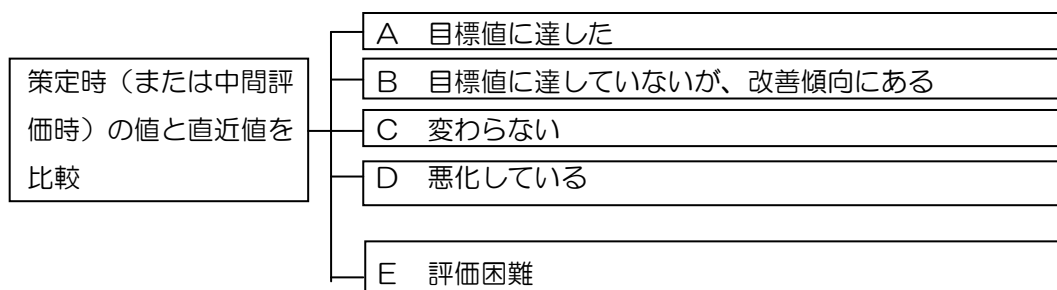 策定時（または中間評
価時）の値と直近値を
比較
Ａ　目標値に達した
Ｂ　目標値に達していないが、改善傾向にある
Ｃ　変わらない
Ｄ　悪化している
Ｅ　評価困難